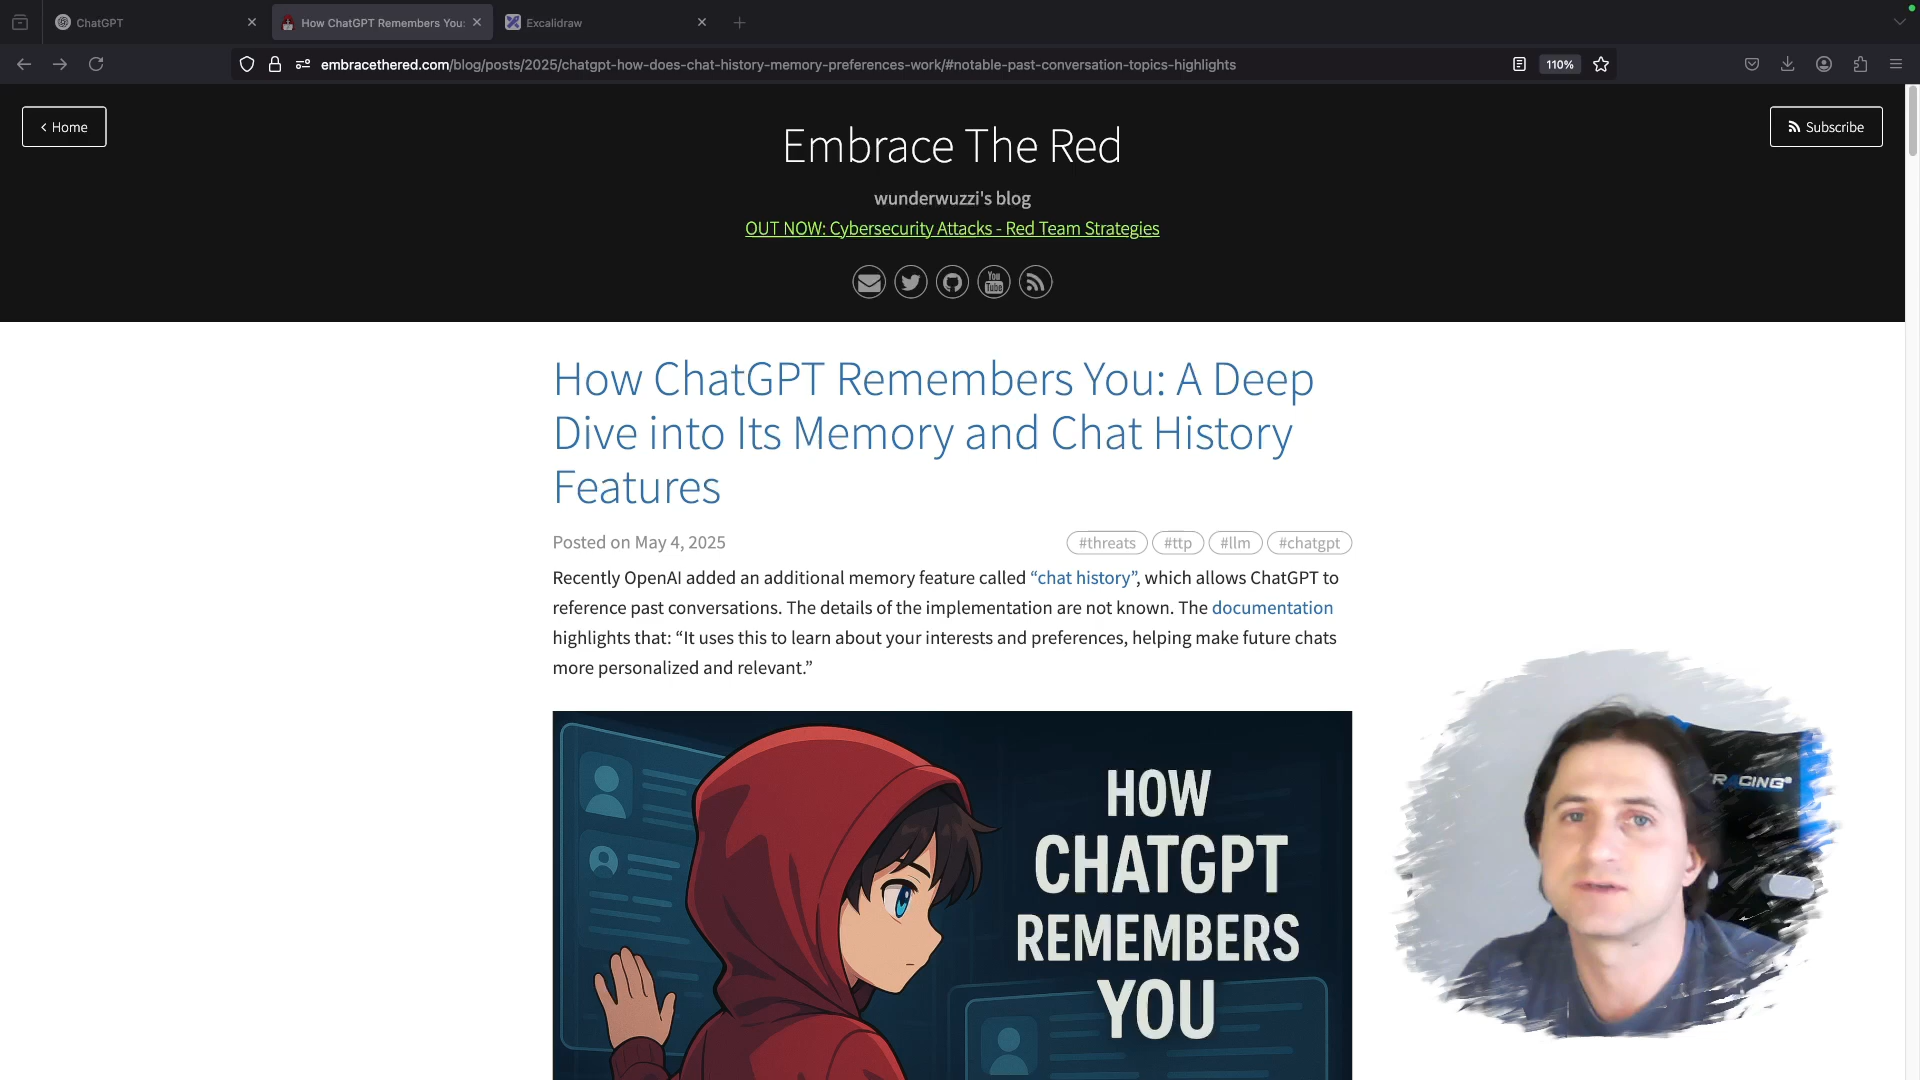 ChatGPT
How ChatGPT Remembers You:
Excalidraw
embracethered.com/blog/posts/2025/chatgpt-how-does-chat-history-memory-preferences-work/#notable-past-conversation-topics-highlights
110%
Home
Subscribe
Embrace The Red
wunderwuzzi's blog
OUT NOW: Cybersecurity Attacks - Red Team Strategies
You
Tube
How ChatGPT Remembers You: A Deep
Dive into Its Memory and Chat History
Features
Posted on May 4, 2025
#threats
#ttp
#llm
#chatgpt
Recently OpenAI added an additional memory feature called “chat history”, which allows ChatGPT to
reference past conversations. The details of the implementation are not known. The documentation
highlights that: “It uses this to learn about your interests and preferences, helping make future chats
more personalized and relevant.”
HOW
CHATGPT
REMEMBERS
YOU